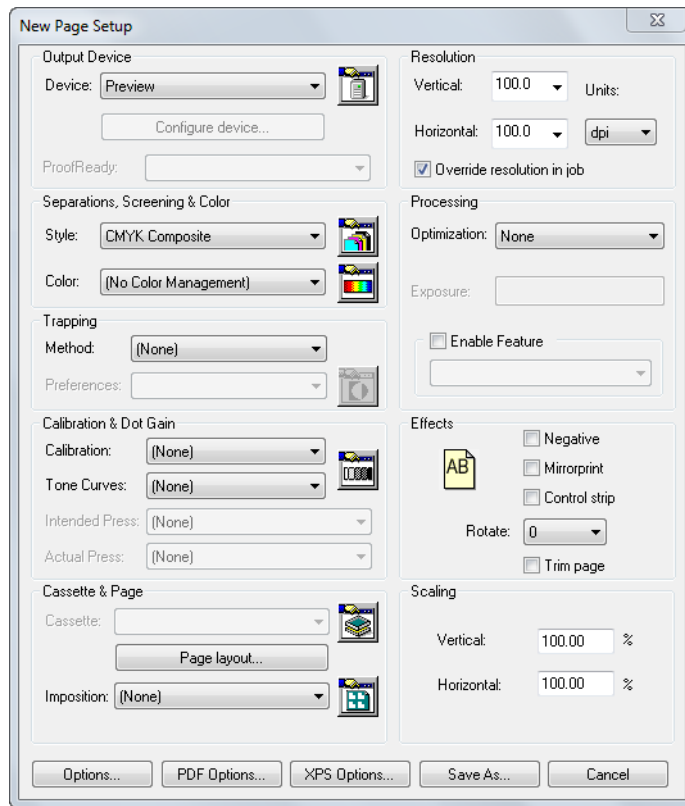 New Page Setup
Output Device
Device: Preview
Configure device...
ProofReady:
Separations, Screening & Color
Style: CMYK Composite
Color: (No Color Management)
Trapping
Method: (None)
Preferences:
Calibration & Dot Gain
Calibration: (None)
Tone Curves: (None)
Intended Press: (None)
Actual Press: (None)
Cassette & Page
Cassette:
Page layout...
Imposition: (None)
Resolution
Vertical: 100.0 Units:
Horizontal: 100.0 dpi
Override resolution in job
Processing
Optimization: None
Exposure:
Enable Feature
Effects
AB
Negative
Mirrorprint
Control strip
Rotate: 0
Trim page
Scaling
Vertical: 100.00 %
Horizontal: 100.00 %
Options... PDF Options... XPS Options... Save As... Cancel